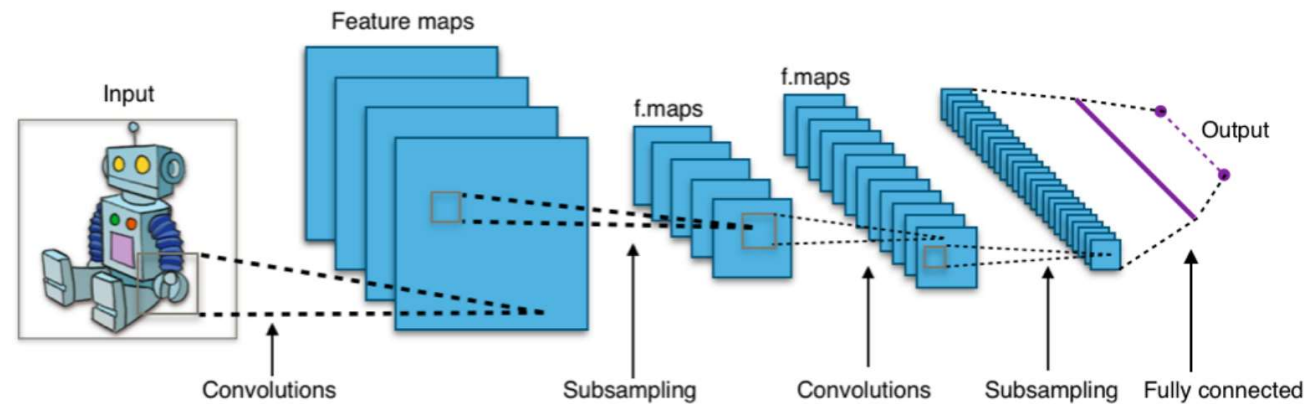 Feature maps
Input
f.maps
f.maps
Output
Convolutions
Subsampling
Convolutions
Subsampling
Fully connected